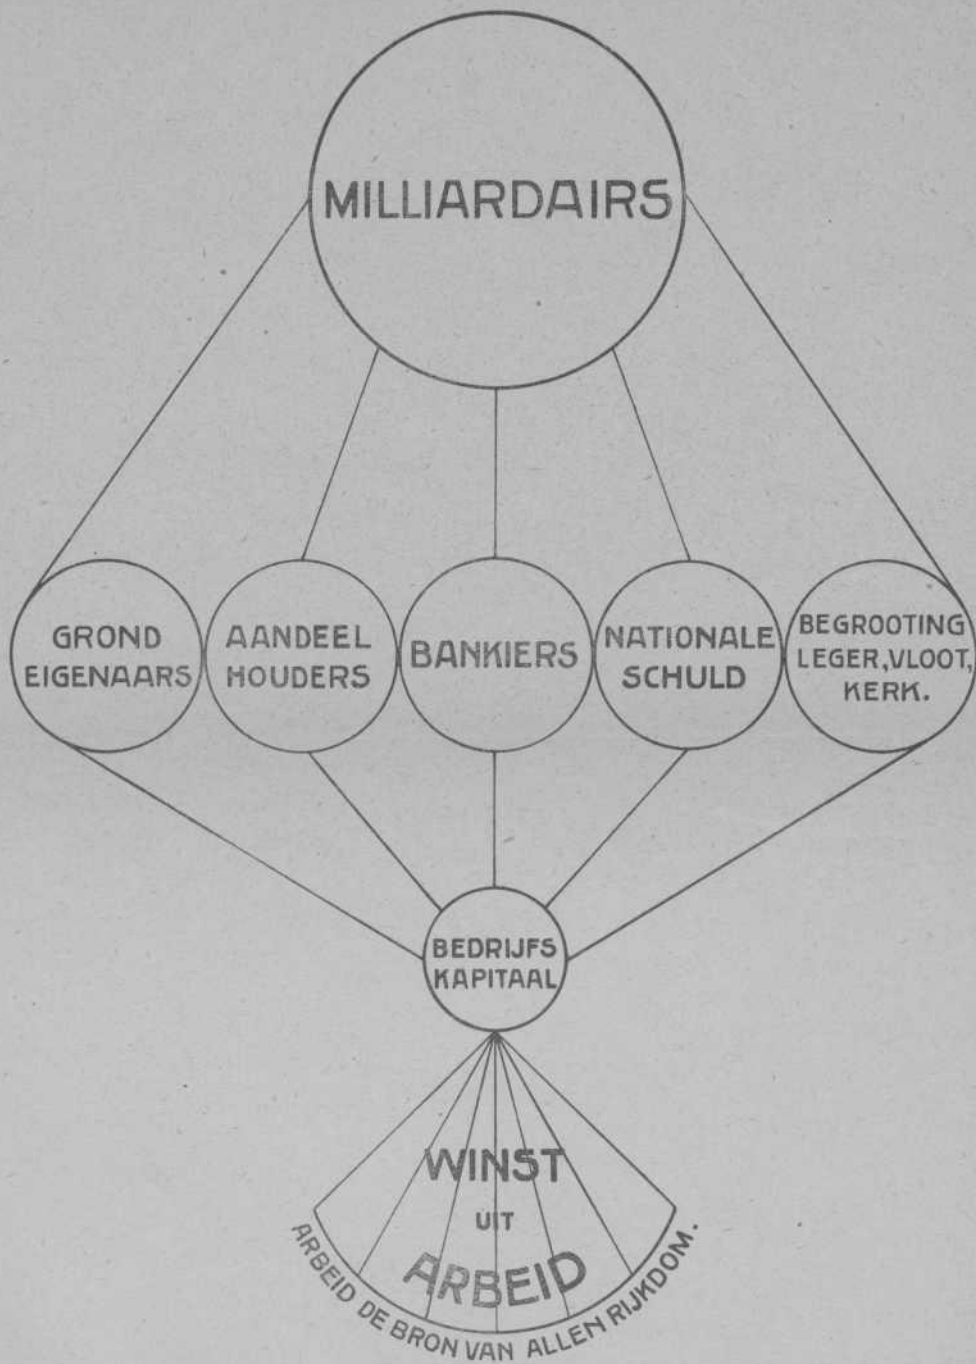 MILLIARDAIRS
GROND
EIGENAARS
AANDEEL
HOUDERS
BANKIERS
NATIONALE
SCHULD
BEGROOTING
LEGER, VLOOT,
KERK.
BEDRIJFS
KAPITAAL
WINST
UIT
ARBEID
ARBEID DE BRON VAN ALLEN RIJKDOM.